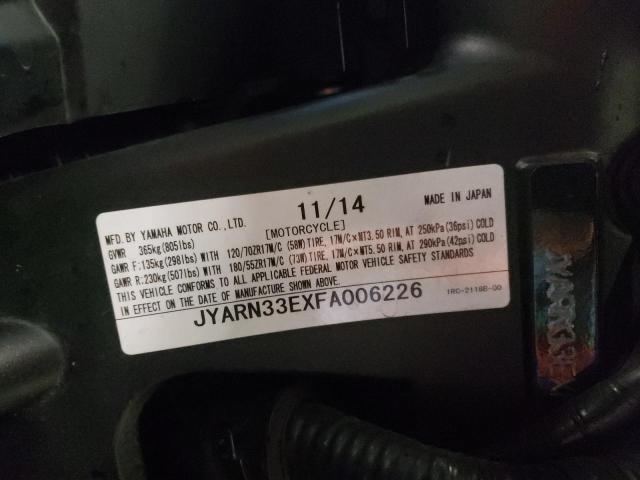 11/14
MADE IN JAPAN
MFD. BY YAMAHA MOTOR CO., LTD.
[MOTORCYCLE]
GVWR 365kg(805lbs)
GAWR F:135kg(298lbs)WITH 120/70ZR17M/C (58W)TIRE, 17M/C×MT3.50 RIM, AT 250kPa(36psi)COLD
GAWR R:230kg(507lbs)WITH 180/55ZR17M/C (73W)TIRE, 17M/C×MT5.50 RIM, AT 290kPa(42psi)COLD
THIS VEHICLE CONFORMS TO ALL APPLICABLE FEDERAL MOTOR VEHICLE SAFETY STANDARDS
IN EFFECT ON THE DATE OF MANUFACTURE SHOWN ABOVE.
JYARN33EXFA006226
1RC-2118B-00
JYARN33E